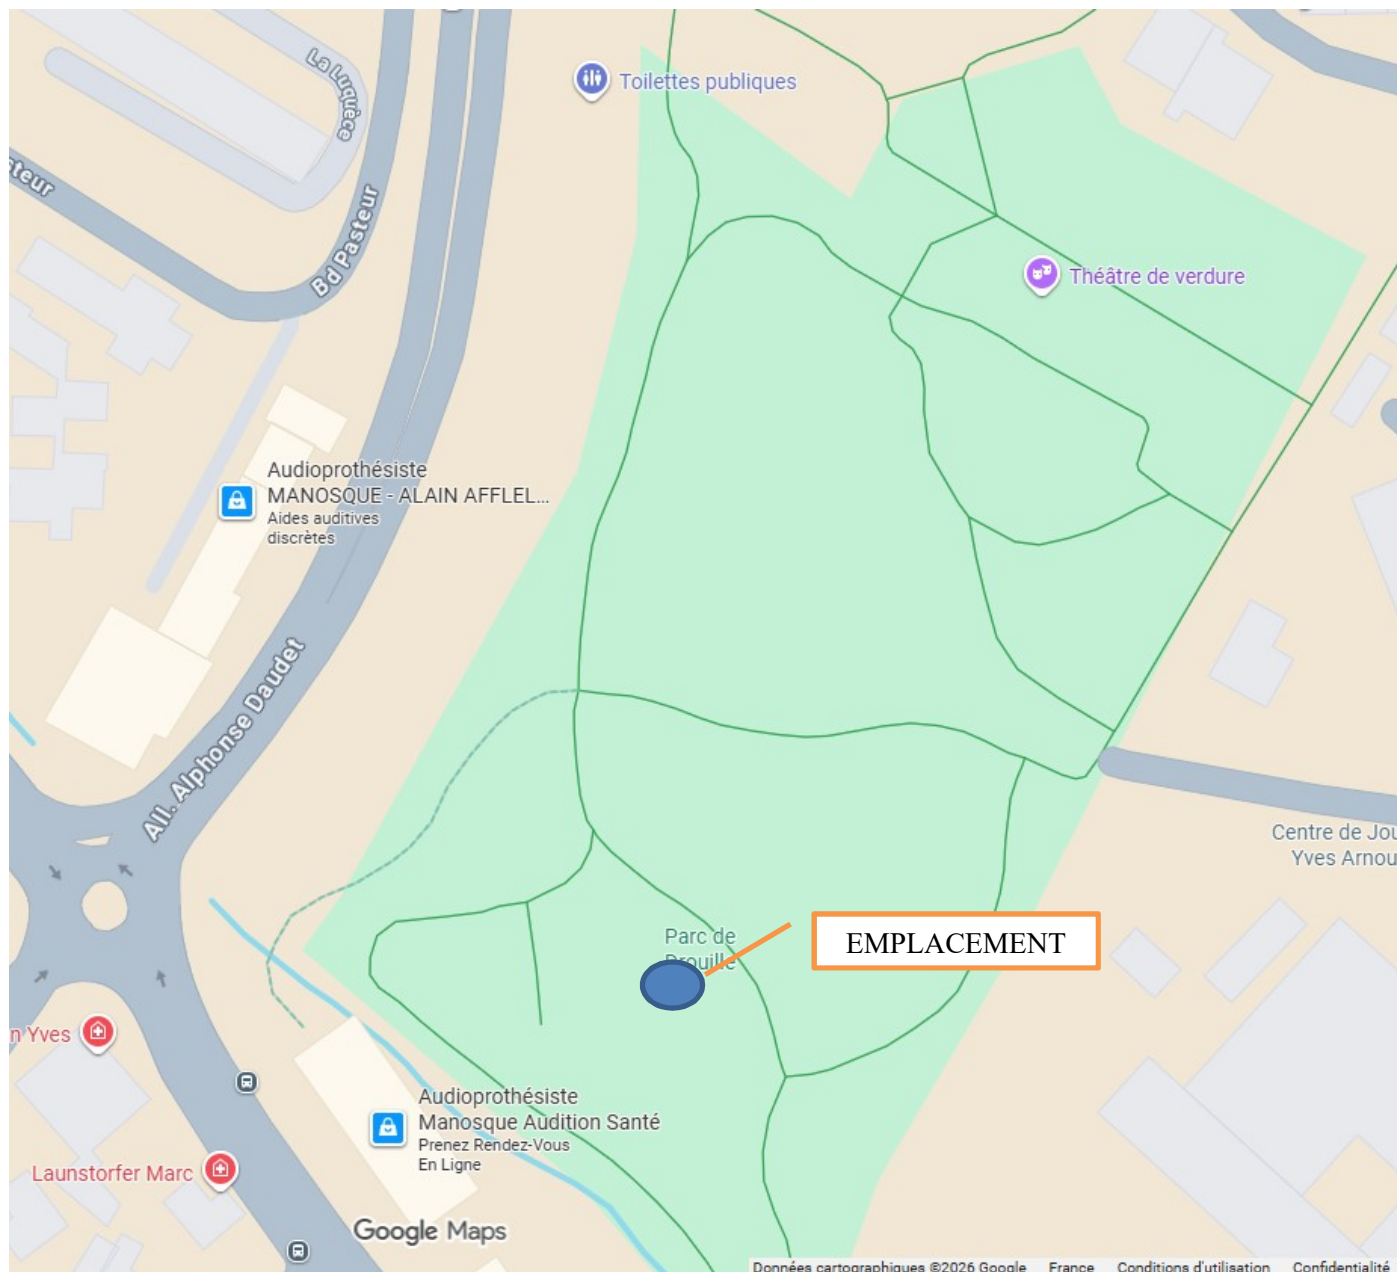 La Luquèce
Toilettes publiques
steur
Bd Pasteur
Théâtre de verdure
Audioprothésiste
MANOSQUE - ALAIN AFFLEL...
Aides auditives
discrètes
All. Alphonse Daudet
Centre de Jou
Yves Arnou
Parc de
Drouille
EMPLACEMENT
n Yves
Audioprothésiste
Manosque Audition Santé
Prenez Rendez-Vous
En Ligne
Launstorfer Marc
Google Maps
Données cartographiques ©2026 Google France Conditions d'utilisation Confidentialité